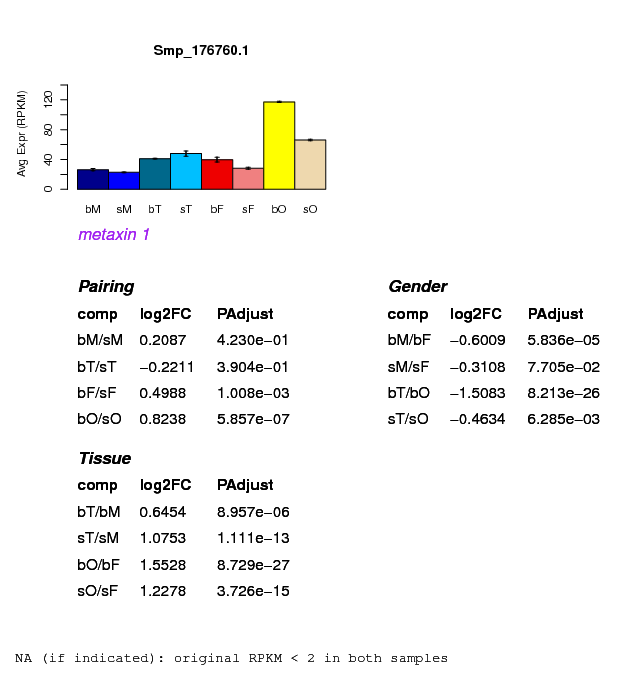 Smp_176760.1
Avg Expr (RPKM)
0 40 80 120
bM sM bT sT bF sF bO sO
metaxin 1
Pairing
comp log2FC PAdjust
bM/sM 0.2087 4.230e−01
bT/sT −0.2211 3.904e−01
bF/sF 0.4988 1.008e−03
bO/sO 0.8238 5.857e−07
Gender
comp log2FC PAdjust
bM/bF −0.6009 5.836e−05
sM/sF −0.3108 7.705e−02
bT/bO −1.5083 8.213e−26
sT/sO −0.4634 6.285e−03
Tissue
comp log2FC PAdjust
bT/bM 0.6454 8.957e−06
sT/sM 1.0753 1.111e−13
bO/bF 1.5528 8.729e−27
sO/sF 1.2278 3.726e−15
NA (if indicated): original RPKM < 2 in both samples